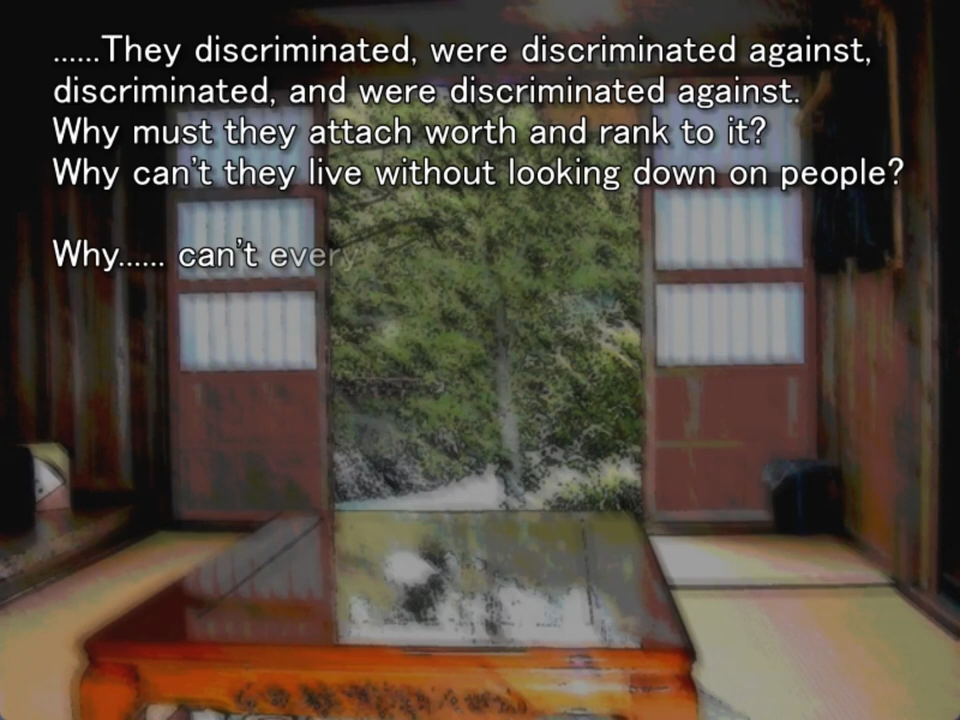 ......They discriminated, were discriminated against,
discriminated, and were discriminated against.
Why must they attach worth and rank to it?
Why can't they live without looking down on people?
Why...... can't every